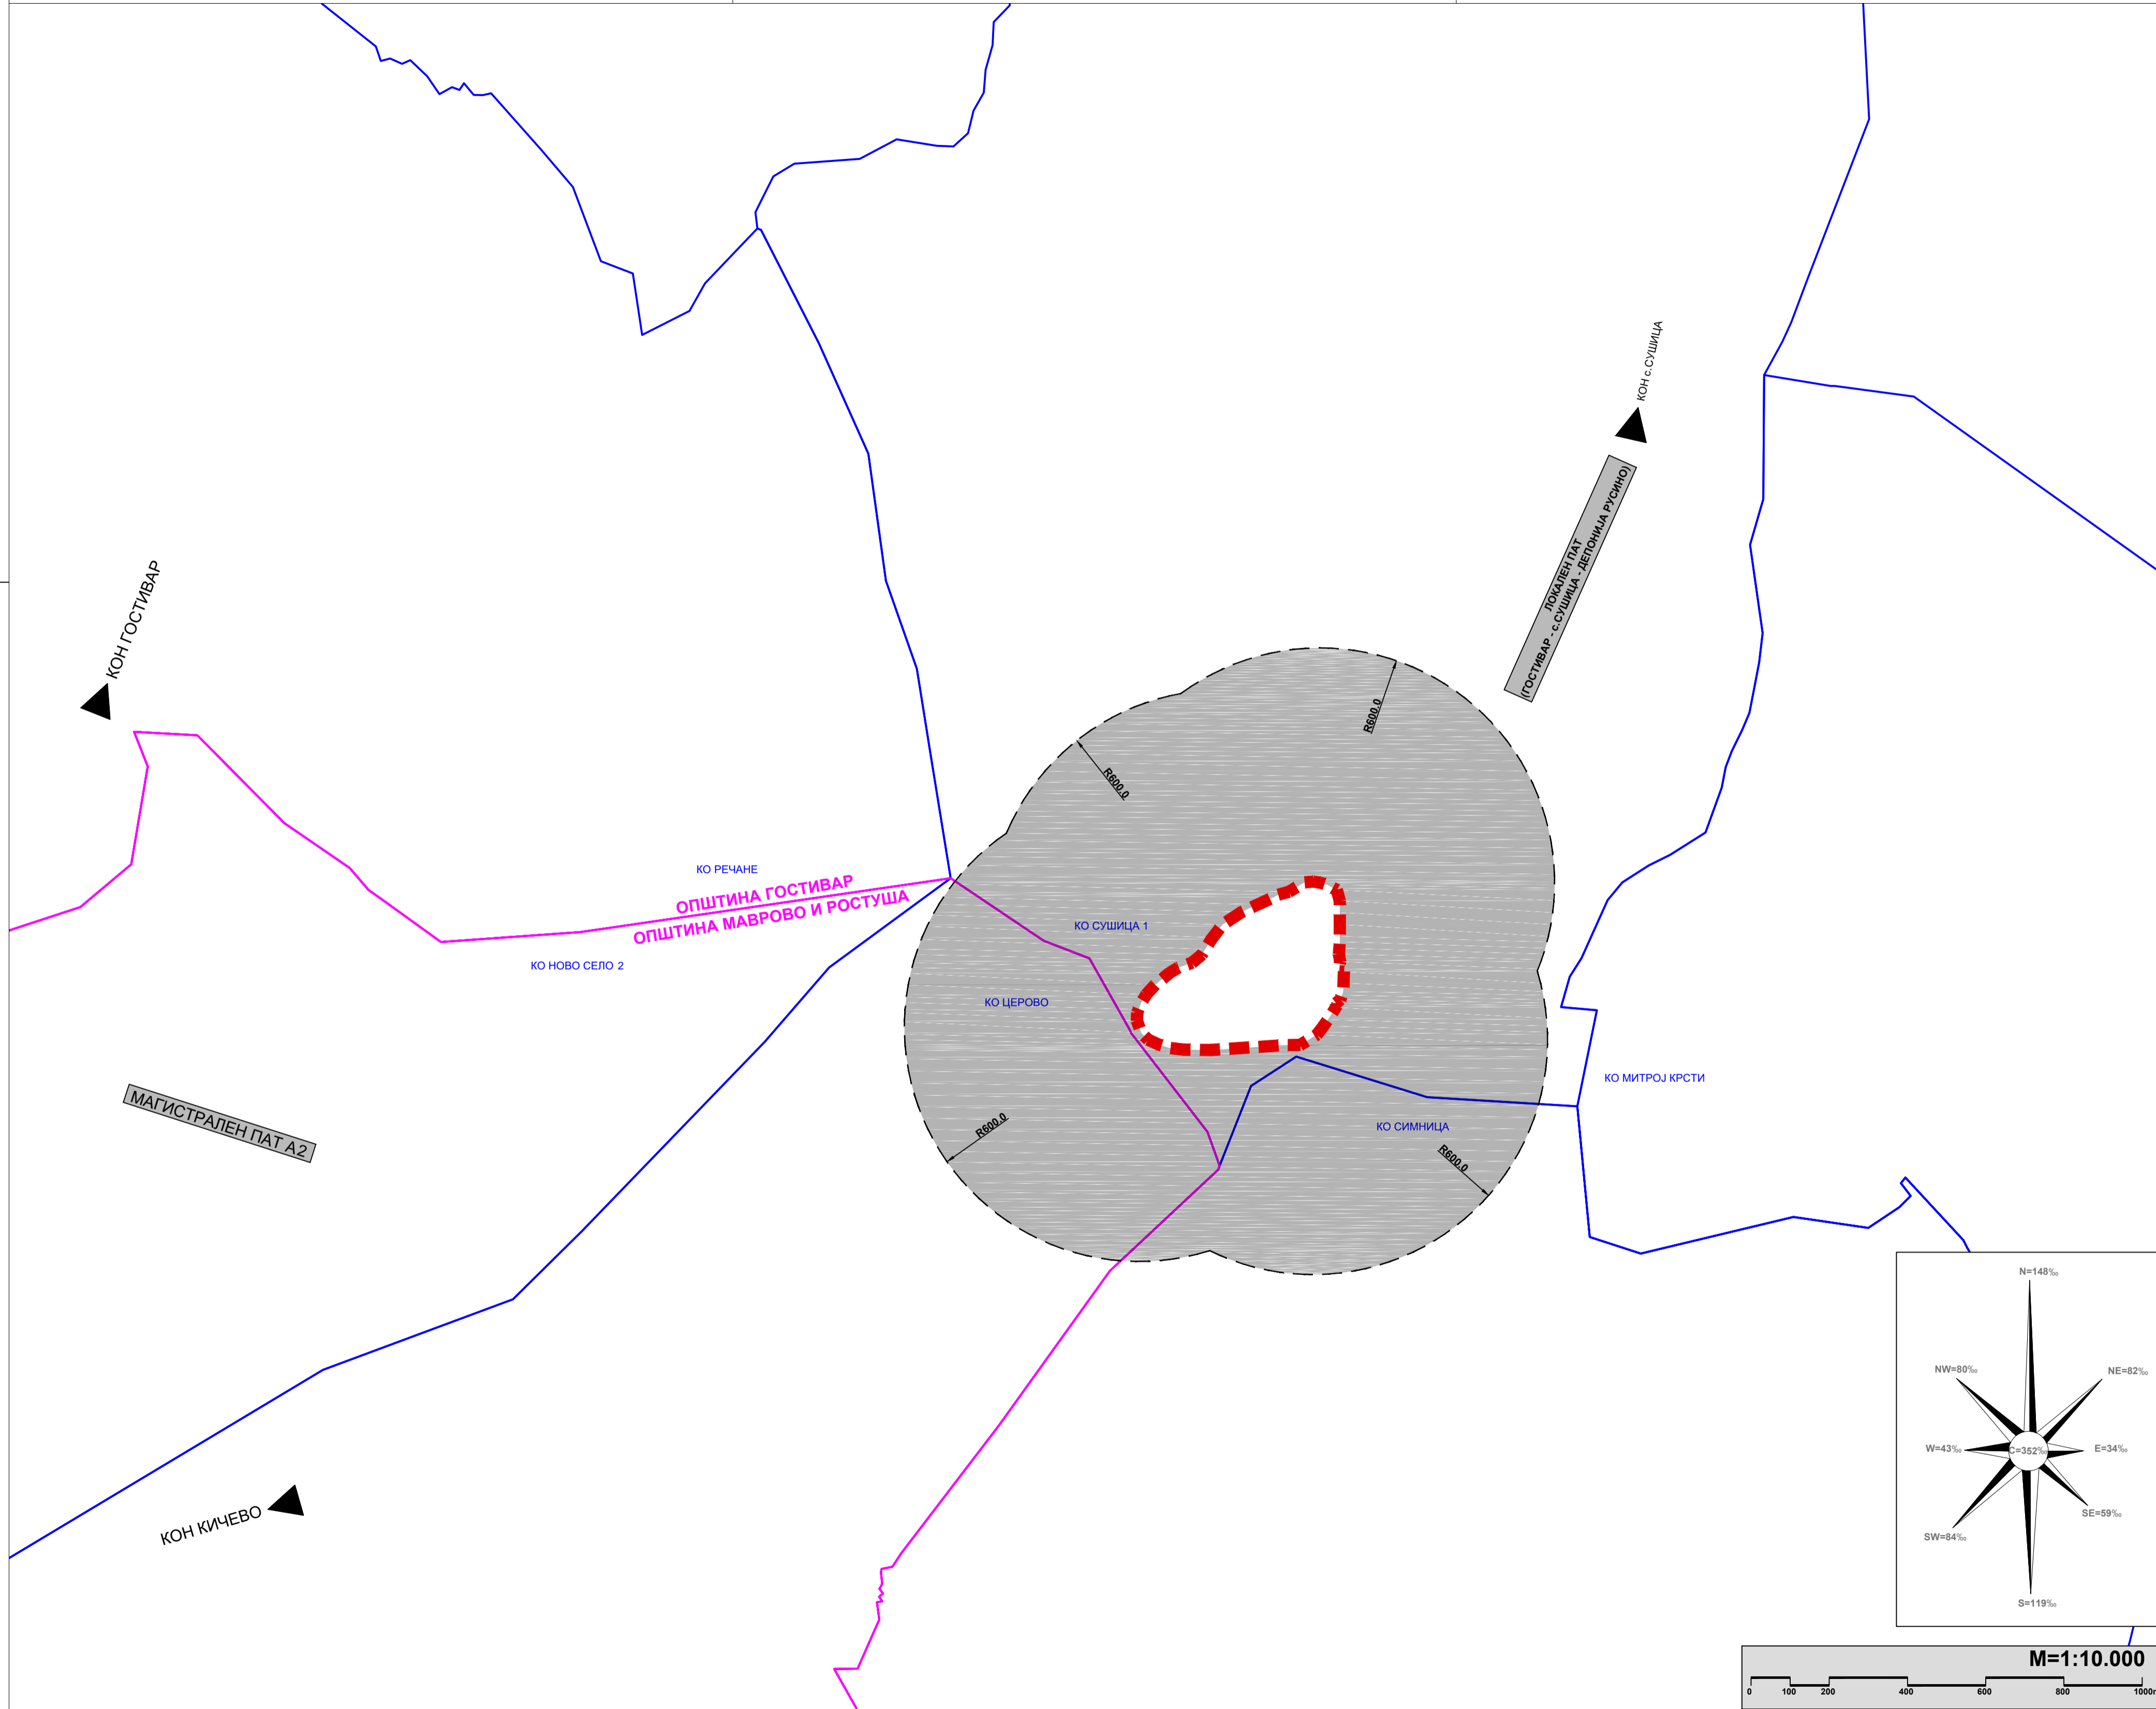 КОН с.СУШИЦА
ЛОКАЛЕН ПАТ
(ГОСТИВАР - с.СУШИЦА - ДЕПОНИЈА РУСИНО)
КОН ГОСТИВАР
R600.0
R600.0
КО РЕЧАНЕ
ОПШТИНА ГОСТИВАР
ОПШТИНА МАВРОВО И РОСТУША
КО СУШИЦА 1
КО НОВО СЕЛО 2
КО ЦЕРОВО
КО МИТРОЈ КРСТИ
МАГИСТРАЛЕН ПАТ А2
R600.0
КО СИМНИЦА
R600.0
КОН КИЧЕВО
N=148‰
NW=80‰
NE=82‰
W=43‰
C=352‰
E=34‰
SE=59‰
SW=84‰
S=119‰
М=1:10.000
0 100 200 400 600 800 1000m